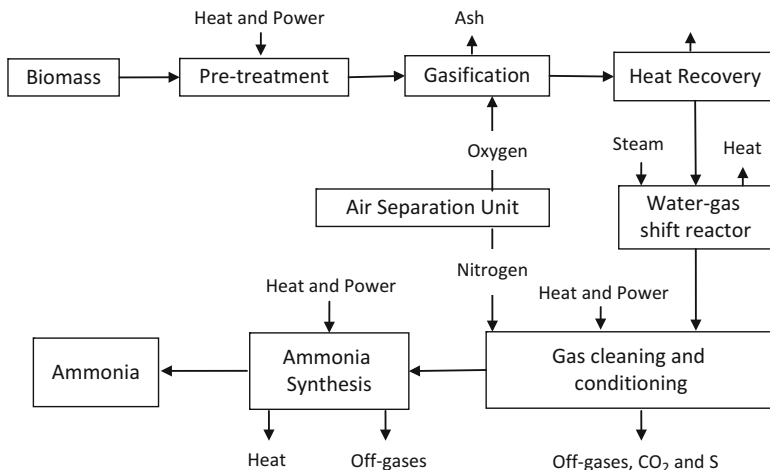 Heat and Power
Ash
Biomass
Pre-treatment
Gasification
Heat Recovery
Oxygen
Steam
Heat
Air Separation Unit
Water-gas
shift reactor
Nitrogen
Heat and Power
Heat and Power
Ammonia
Ammonia
Synthesis
Gas cleaning and
conditioning
Heat
Off-gases
Off-gases, CO₂ and S